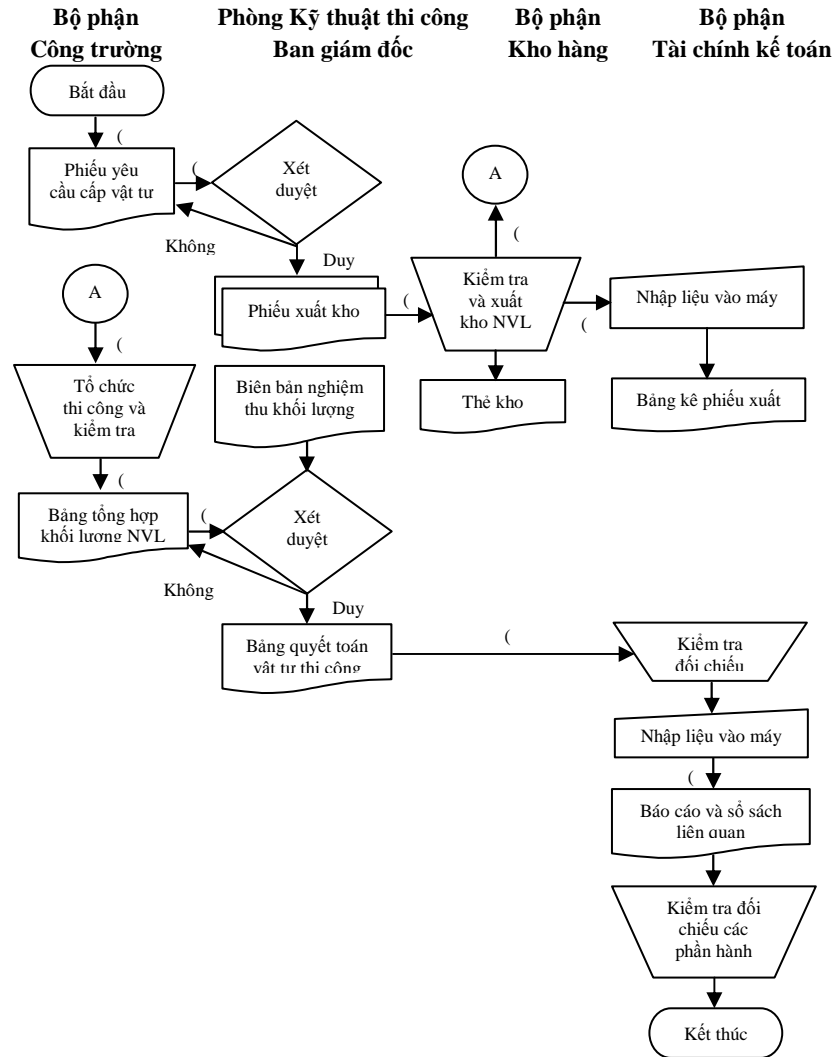 Bộ phận
Công trường
Phòng Kỹ thuật thi công
Ban giám đốc
Bộ phận
Kho hàng
Bộ phận
Tài chính kế toán
Bắt đầu
(
Phiếu yêu
cầu cấp vật tư
(
Xét
duyệt
Không
Duy
A
(
A
(
Phiếu xuất kho
(
Kiểm tra
và xuất
kho NVL
(
Nhập liệu vào máy
Tổ chức
thi công và
kiểm tra
Biên bản nghiệm
thu khối lượng
Thẻ kho
Bảng kê phiếu xuất
(
Bảng tổng hợp
khối lượng NVL
(
Xét
duyệt
Không
Duy
Bảng quyết toán
vật tư thi công
(
Kiểm tra
đối chiếu
Nhập liệu vào máy
(
Báo cáo và sổ sách
liên quan
Kiểm tra đối
chiếu các
phần hành
Kết thúc